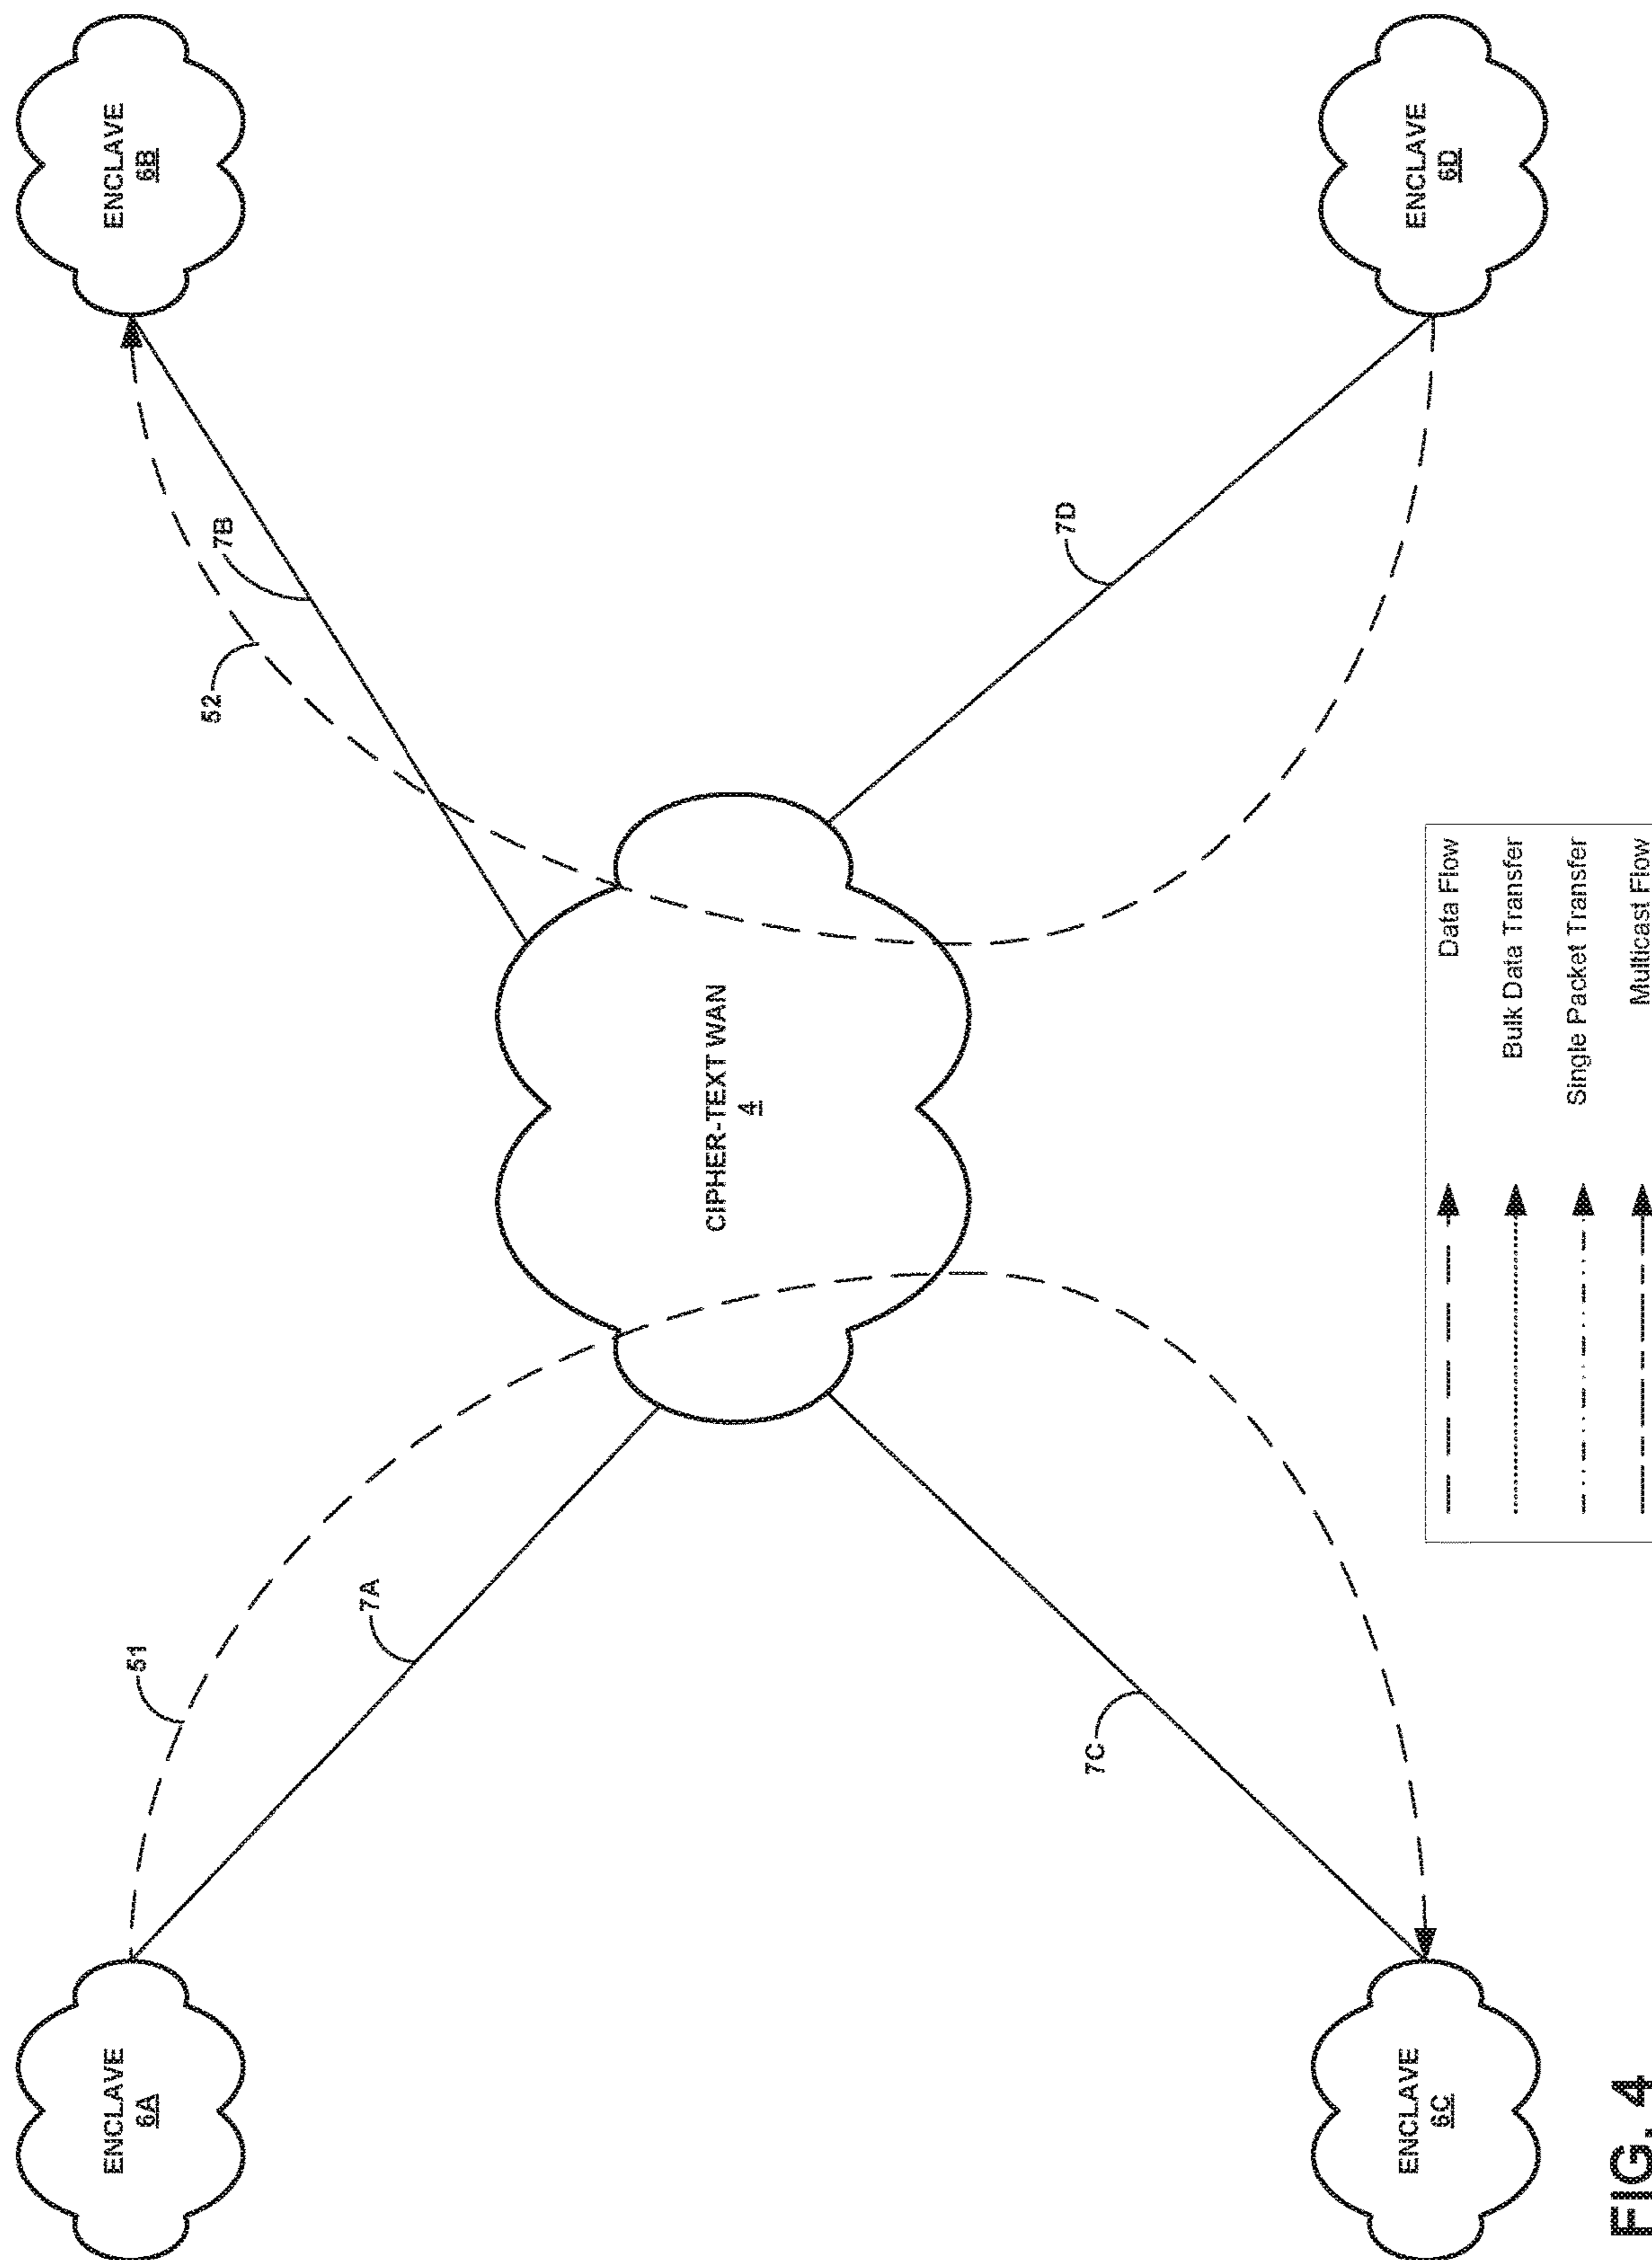 ENCLAVE
6A
51
52
7B
ENCLAVE
6B
7A
CIPHER-TEXT WAN
4
7C
7D
ENCLAVE
6C
ENCLAVE
6D
Data Flow
Bulk Data Transfer
Single Packet Transfer
Multicast Flow
FIG. 4